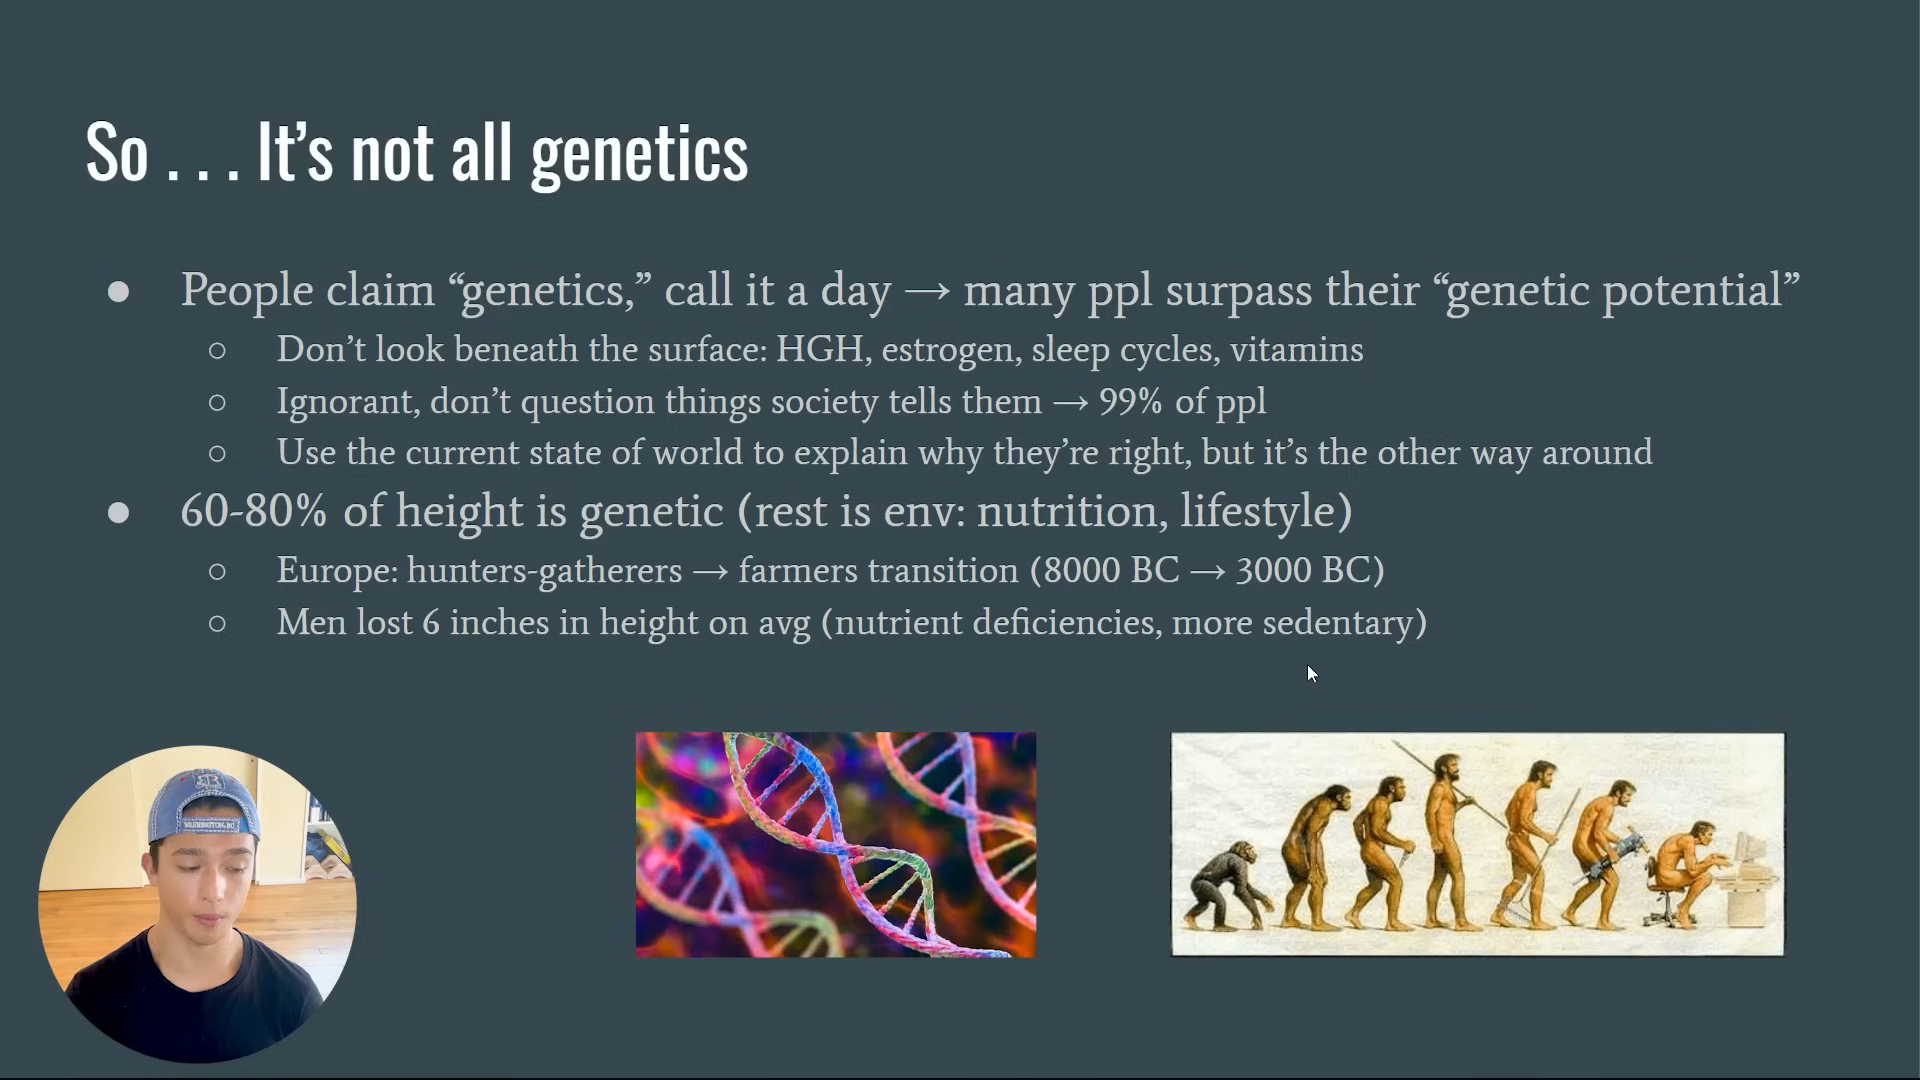 So . . . It’s not all genetics
● People claim “genetics,” call it a day → many ppl surpass their “genetic potential”
○ Don’t look beneath the surface: HGH, estrogen, sleep cycles, vitamins
○ Ignorant, don’t question things society tells them → 99% of ppl
○ Use the current state of world to explain why they’re right, but it’s the other way around
● 60-80% of height is genetic (rest is env: nutrition, lifestyle)
○ Europe: hunters-gatherers → farmers transition (8000 BC → 3000 BC)
○ Men lost 6 inches in height on avg (nutrient deficiencies, more sedentary)
WASHINGTON, DC